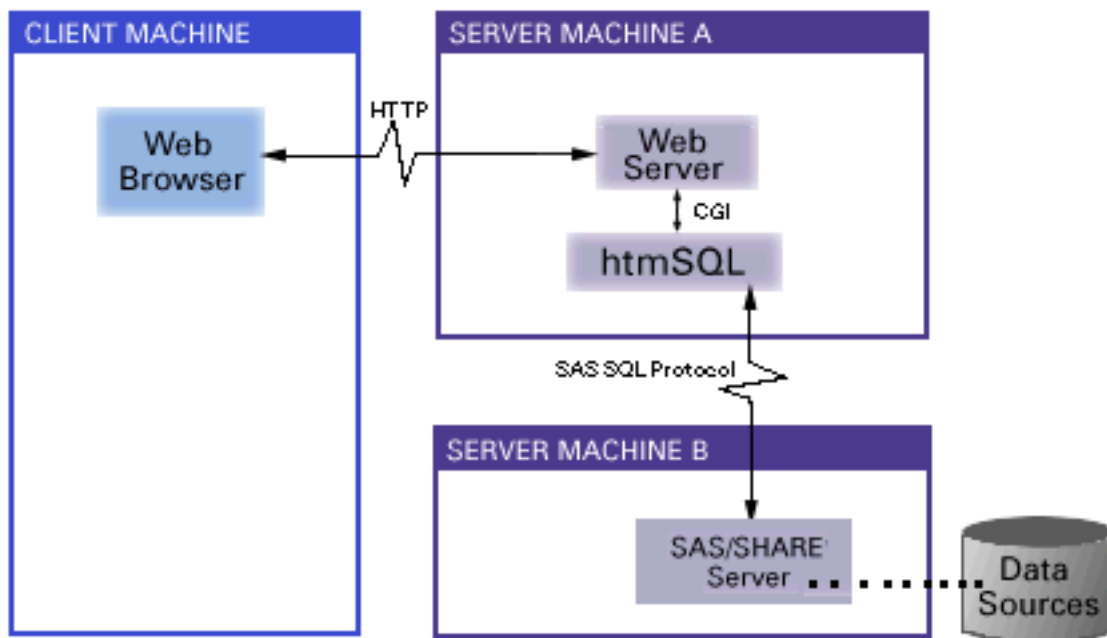 CLIENT MACHINE
Web
Browser
HTTP
SERVER MACHINE A
Web
Server
CGI
htmSQL
SAS SQL Protocol
SERVER MACHINE B
SAS/SHARE'
Server
Data
Sources